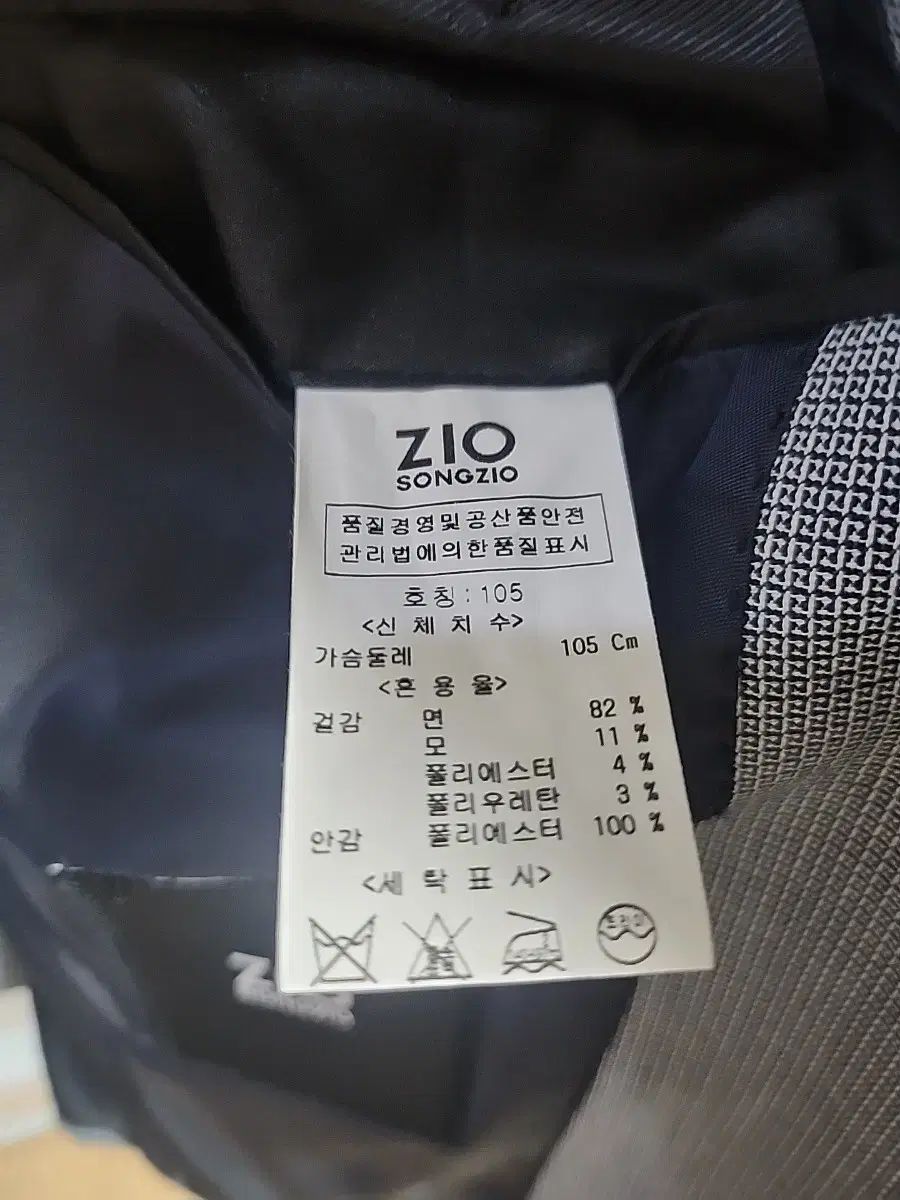 ZIO
SONGZIO
품질경영및공산품안전
관리법에의한품질표시
호칭:105
<신 체 치 수>
가슴둘레 105 Cm
<혼 용 율>
겉감 면 82 %
모 11 %
폴리에스터 4 %
폴리우레탄 3 %
안감 폴리에스터 100 %
<세 탁 표 시>
드라이